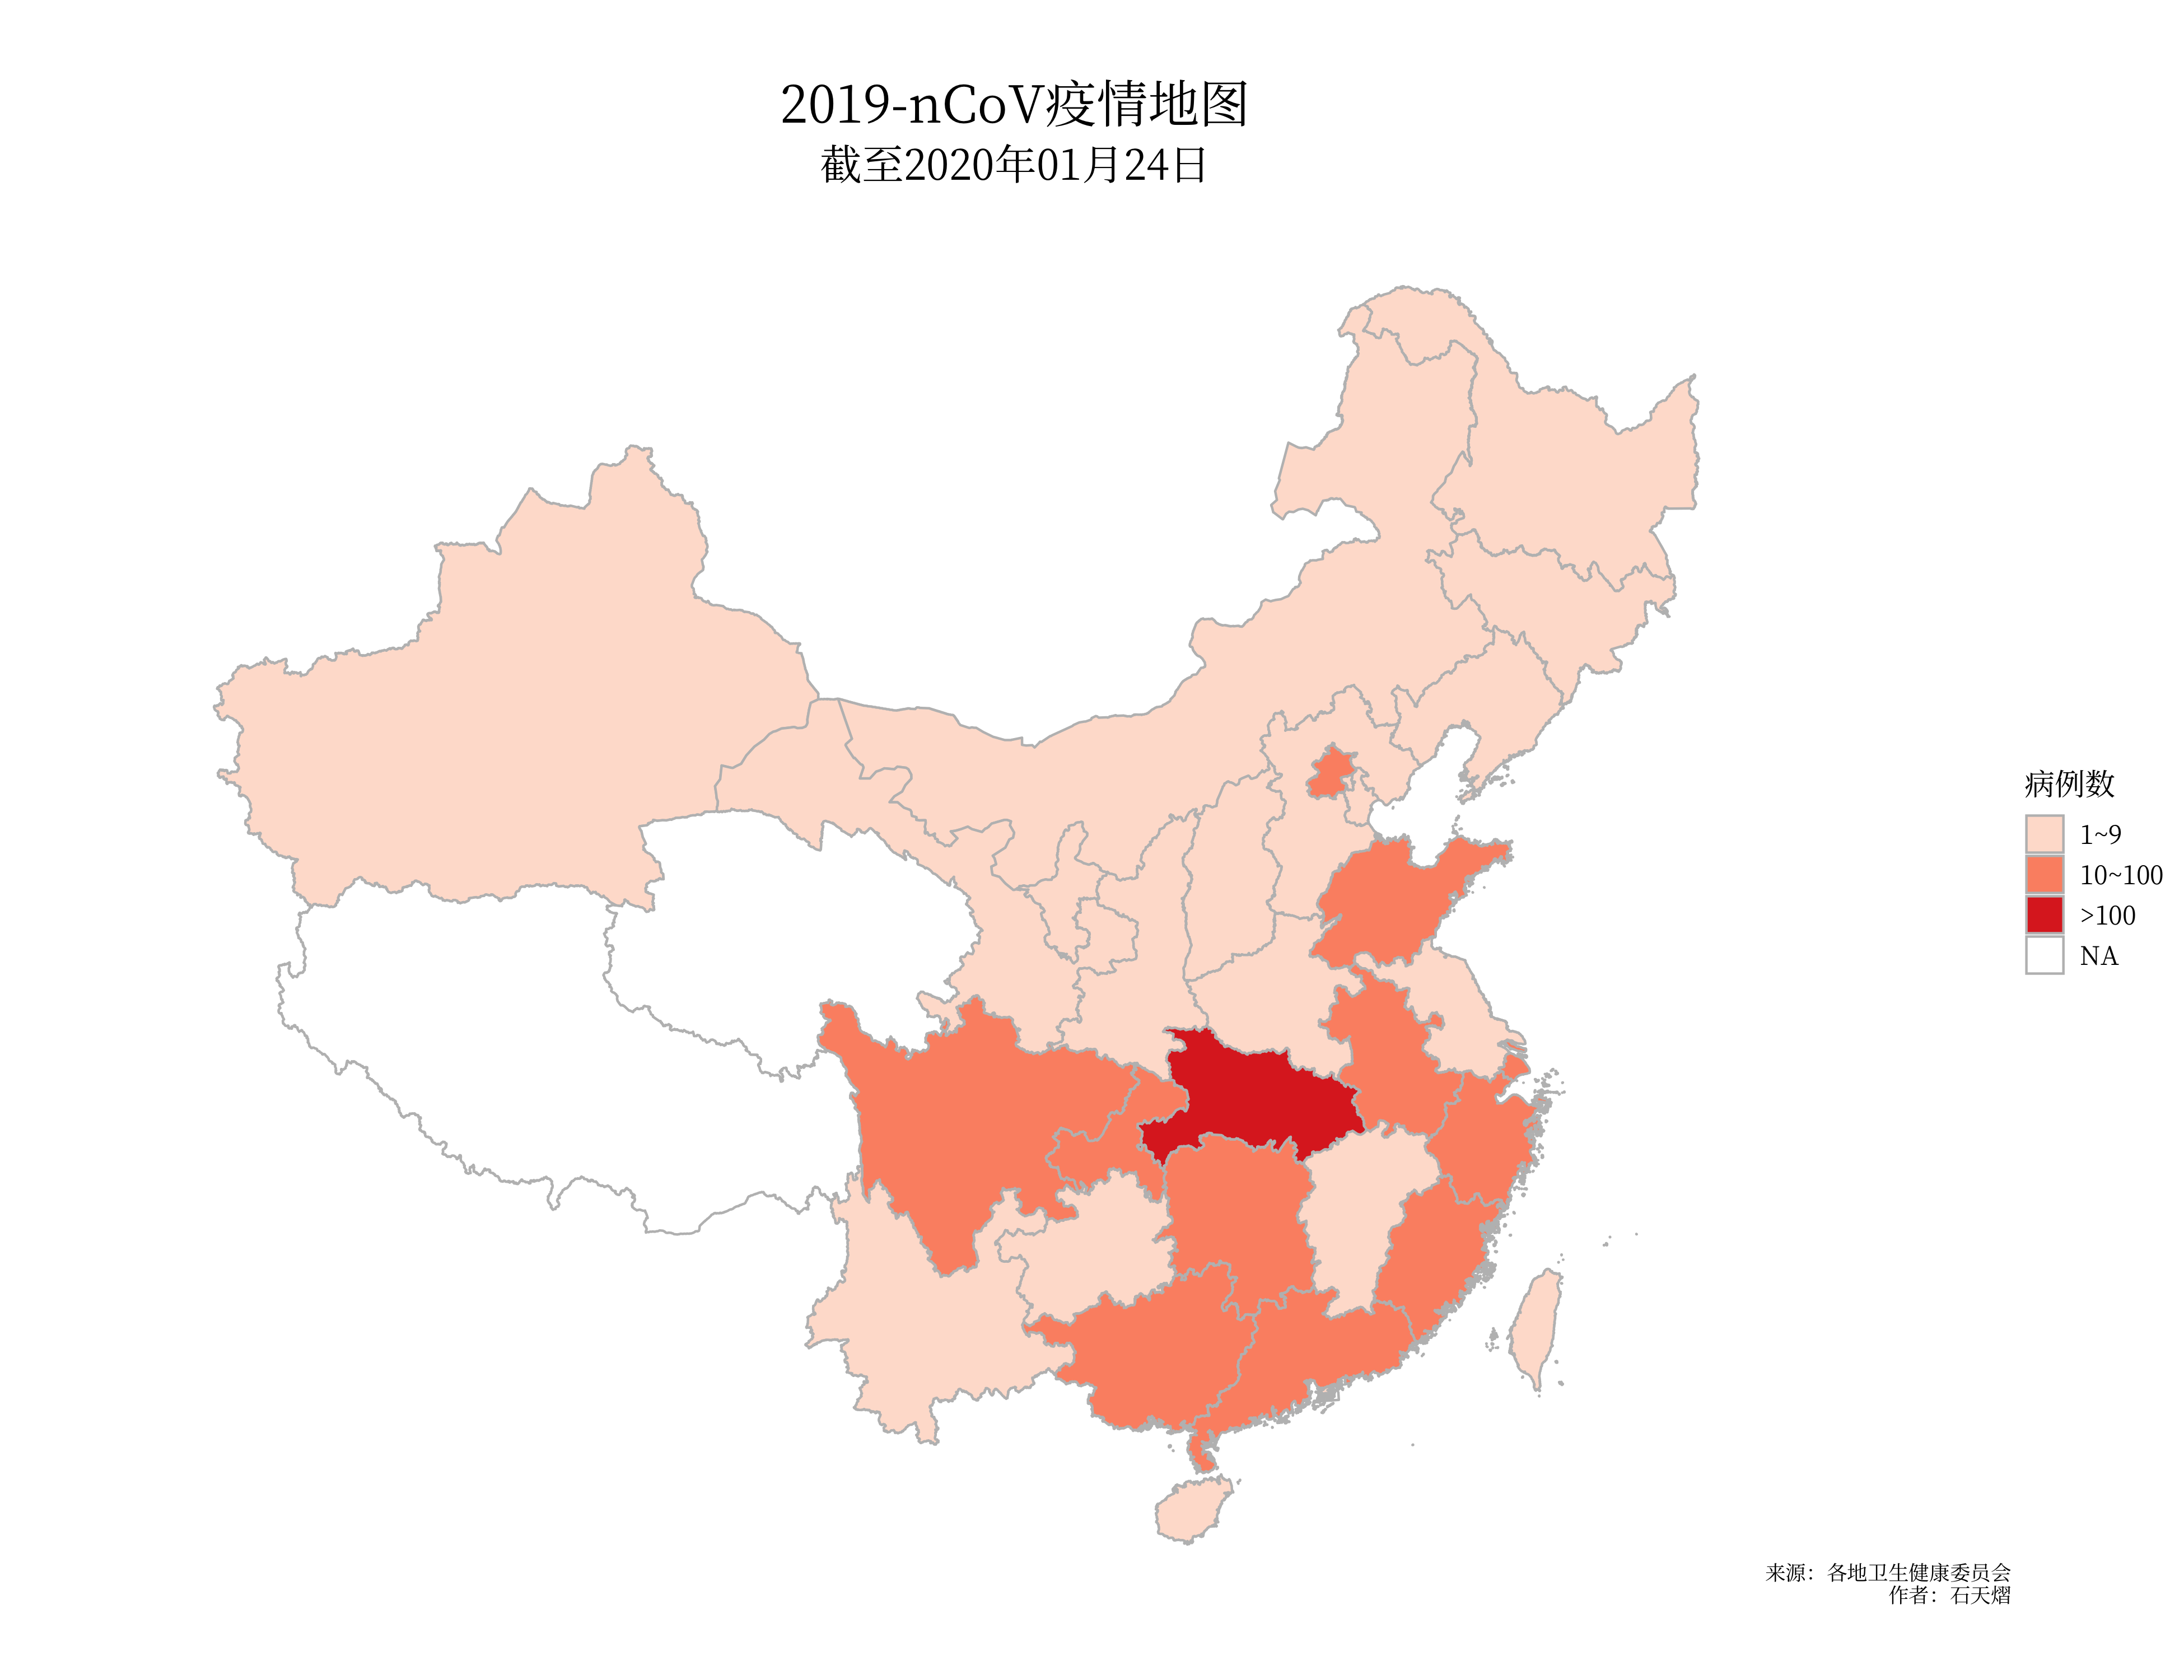 2019-nCoV疫情地图
截至2020年01月24日
病例数
1~9
10~100
>100
NA
来源：各地卫生健康委员会
作者：石天熠